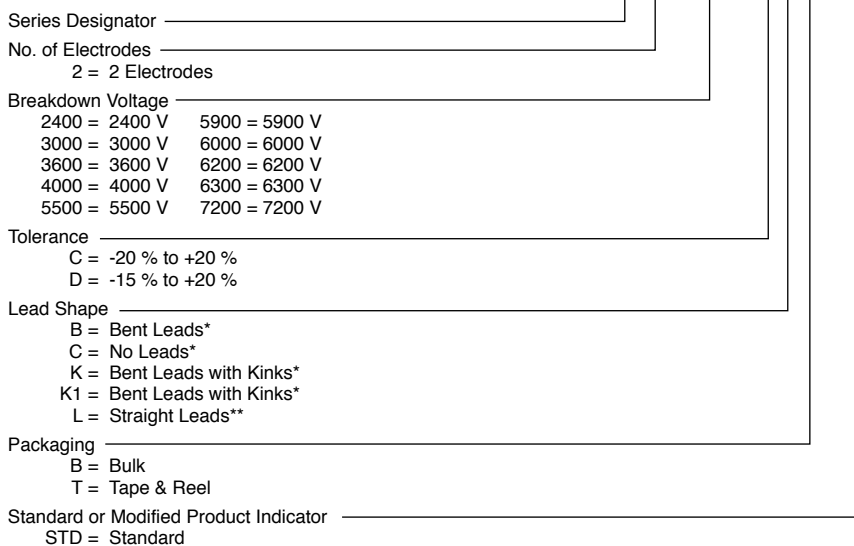 Series Designator
No. of Electrodes
2 = 2 Electrodes
Breakdown Voltage
2400 = 2400 V 5900 = 5900 V
3000 = 3000 V 6000 = 6000 V
3600 = 3600 V 6200 = 6200 V
4000 = 4000 V 6300 = 6300 V
5500 = 5500 V 7200 = 7200 V
Tolerance
C = -20 % to +20 %
D = -15 % to +20 %
Lead Shape
B = Bent Leads*
C = No Leads*
K = Bent Leads with Kinks*
K1 = Bent Leads with Kinks*
L = Straight Leads**
Packaging
B = Bulk
T = Tape & Reel
Standard or Modified Product Indicator
STD = Standard